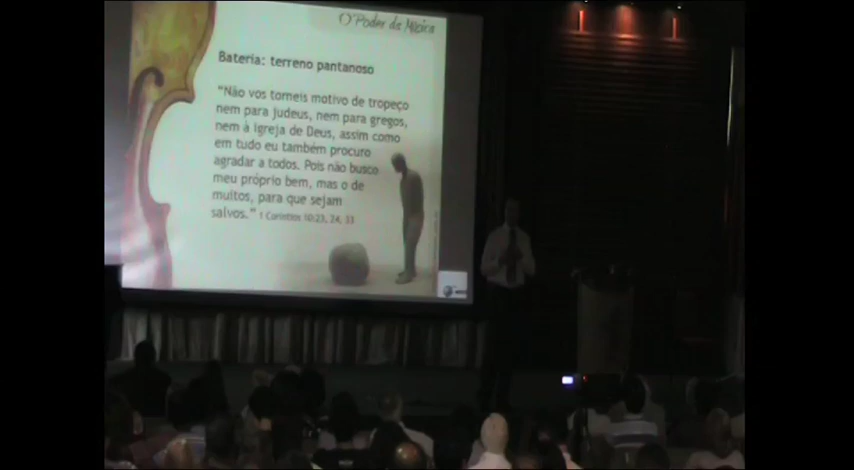 O Poder da Música
Bateria: terreno pantanoso
"Não vos torneis motivo de tropeço
nem para judeus, nem para gregos,
nem à igreja de Deus, assim como
em tudo eu também procuro
agradar a todos. Pois não busco
meu próprio bem, mas o de
muitos, para que sejam
salvos." 1 Coríntios 10:23, 24, 33